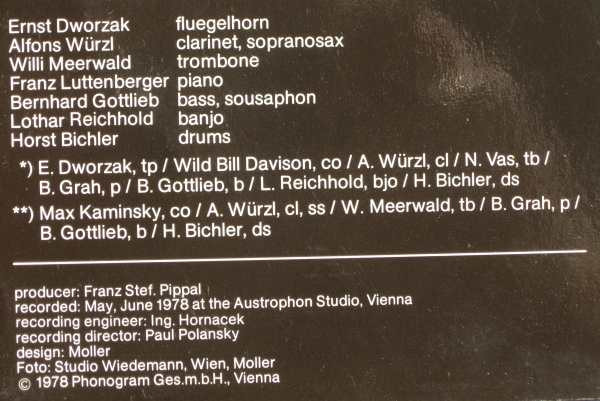 Ernst Dworzak fluegelhorn
Alfons Würzl clarinet, sopranosax
Willi Meerwald trombone
Franz Luttenberger piano
Bernhard Gottlieb bass, sousaphon
Lothar Reichhold banjo
Horst Bichler drums
*) E. Dworzak, tp / Wild Bill Davison, co / A. Würzl, cl / N. Vas, tb /
B. Grah, p / B. Gottlieb, b / L. Reichhold, bjo / H. Bichler, ds
**) Max Kaminsky, co / A. Würzl, cl, ss / W. Meerwald, tb / B. Grah, p /
B. Gottlieb, b / H. Bichler, ds
producer: Franz Stef. Pippal
recorded: May, June 1978 at the Austrophon Studio, Vienna
recording engineer: Ing. Hornacek
recording director: Paul Polansky
design: Moller
Foto: Studio Wiedemann, Wien, Moller
© 1978 Phonogram Ges.m.b.H., Vienna